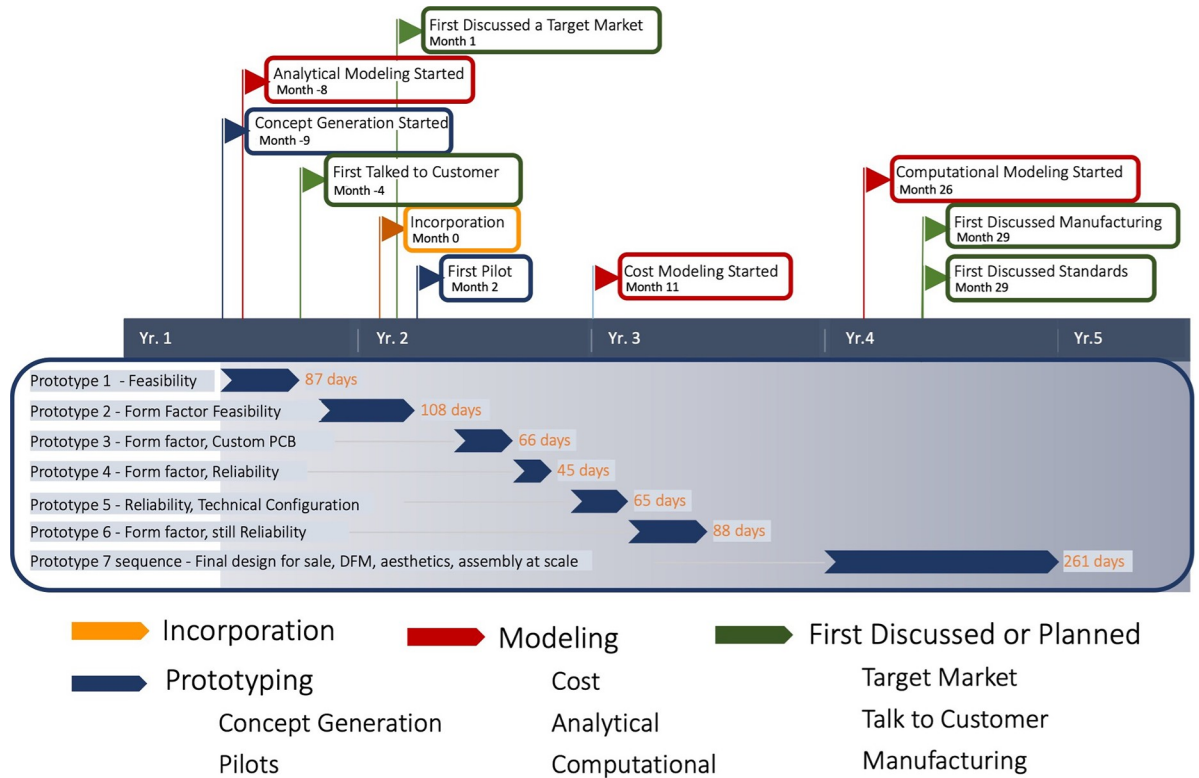 First Discussed a Target Market
Month 1
Analytical Modeling Started
Month -8
Concept Generation Started
Month -9
First Talked to Customer
Month -4
Computational Modeling Started
Month 26
Incorporation
Month 0
First Discussed Manufacturing
Month 29
First Pilot
Month 2
Cost Modeling Started
Month 11
First Discussed Standards
Month 29
Yr. 1
Yr. 2
Yr. 3
Yr.4
Yr.5
Prototype 1 - Feasibility
87 days
Prototype 2 - Form Factor Feasibility
108 days
Prototype 3 - Form factor, Custom PCB
66 days
Prototype 4 - Form factor, Reliability
45 days
Prototype 5 - Reliability, Technical Configuration
65 days
Prototype 6 - Form factor, still Reliability
88 days
Prototype 7 sequence - Final design for sale, DFM, aesthetics, assembly at scale
261 days
Incorporation
Prototyping
Concept Generation
Pilots
Modeling
Cost
Analytical
Computational
First Discussed or Planned
Target Market
Talk to Customer
Manufacturing